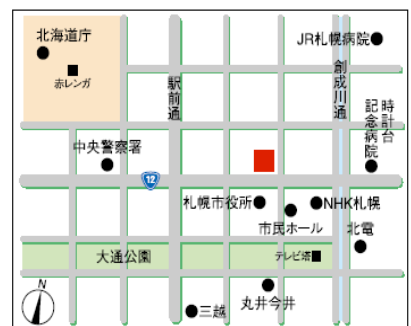 北海道庁
赤レンガ
JR札幌病院
駅前通
創成川通
時計台
記念病院
中央警察署
12
札幌市役所
NHK札幌
市民ホール
北電
大通公園
テレビ塔
N
丸井今井
三越